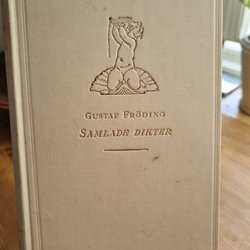 GUSTAF FRÖDING
SAMLADE DIKTER